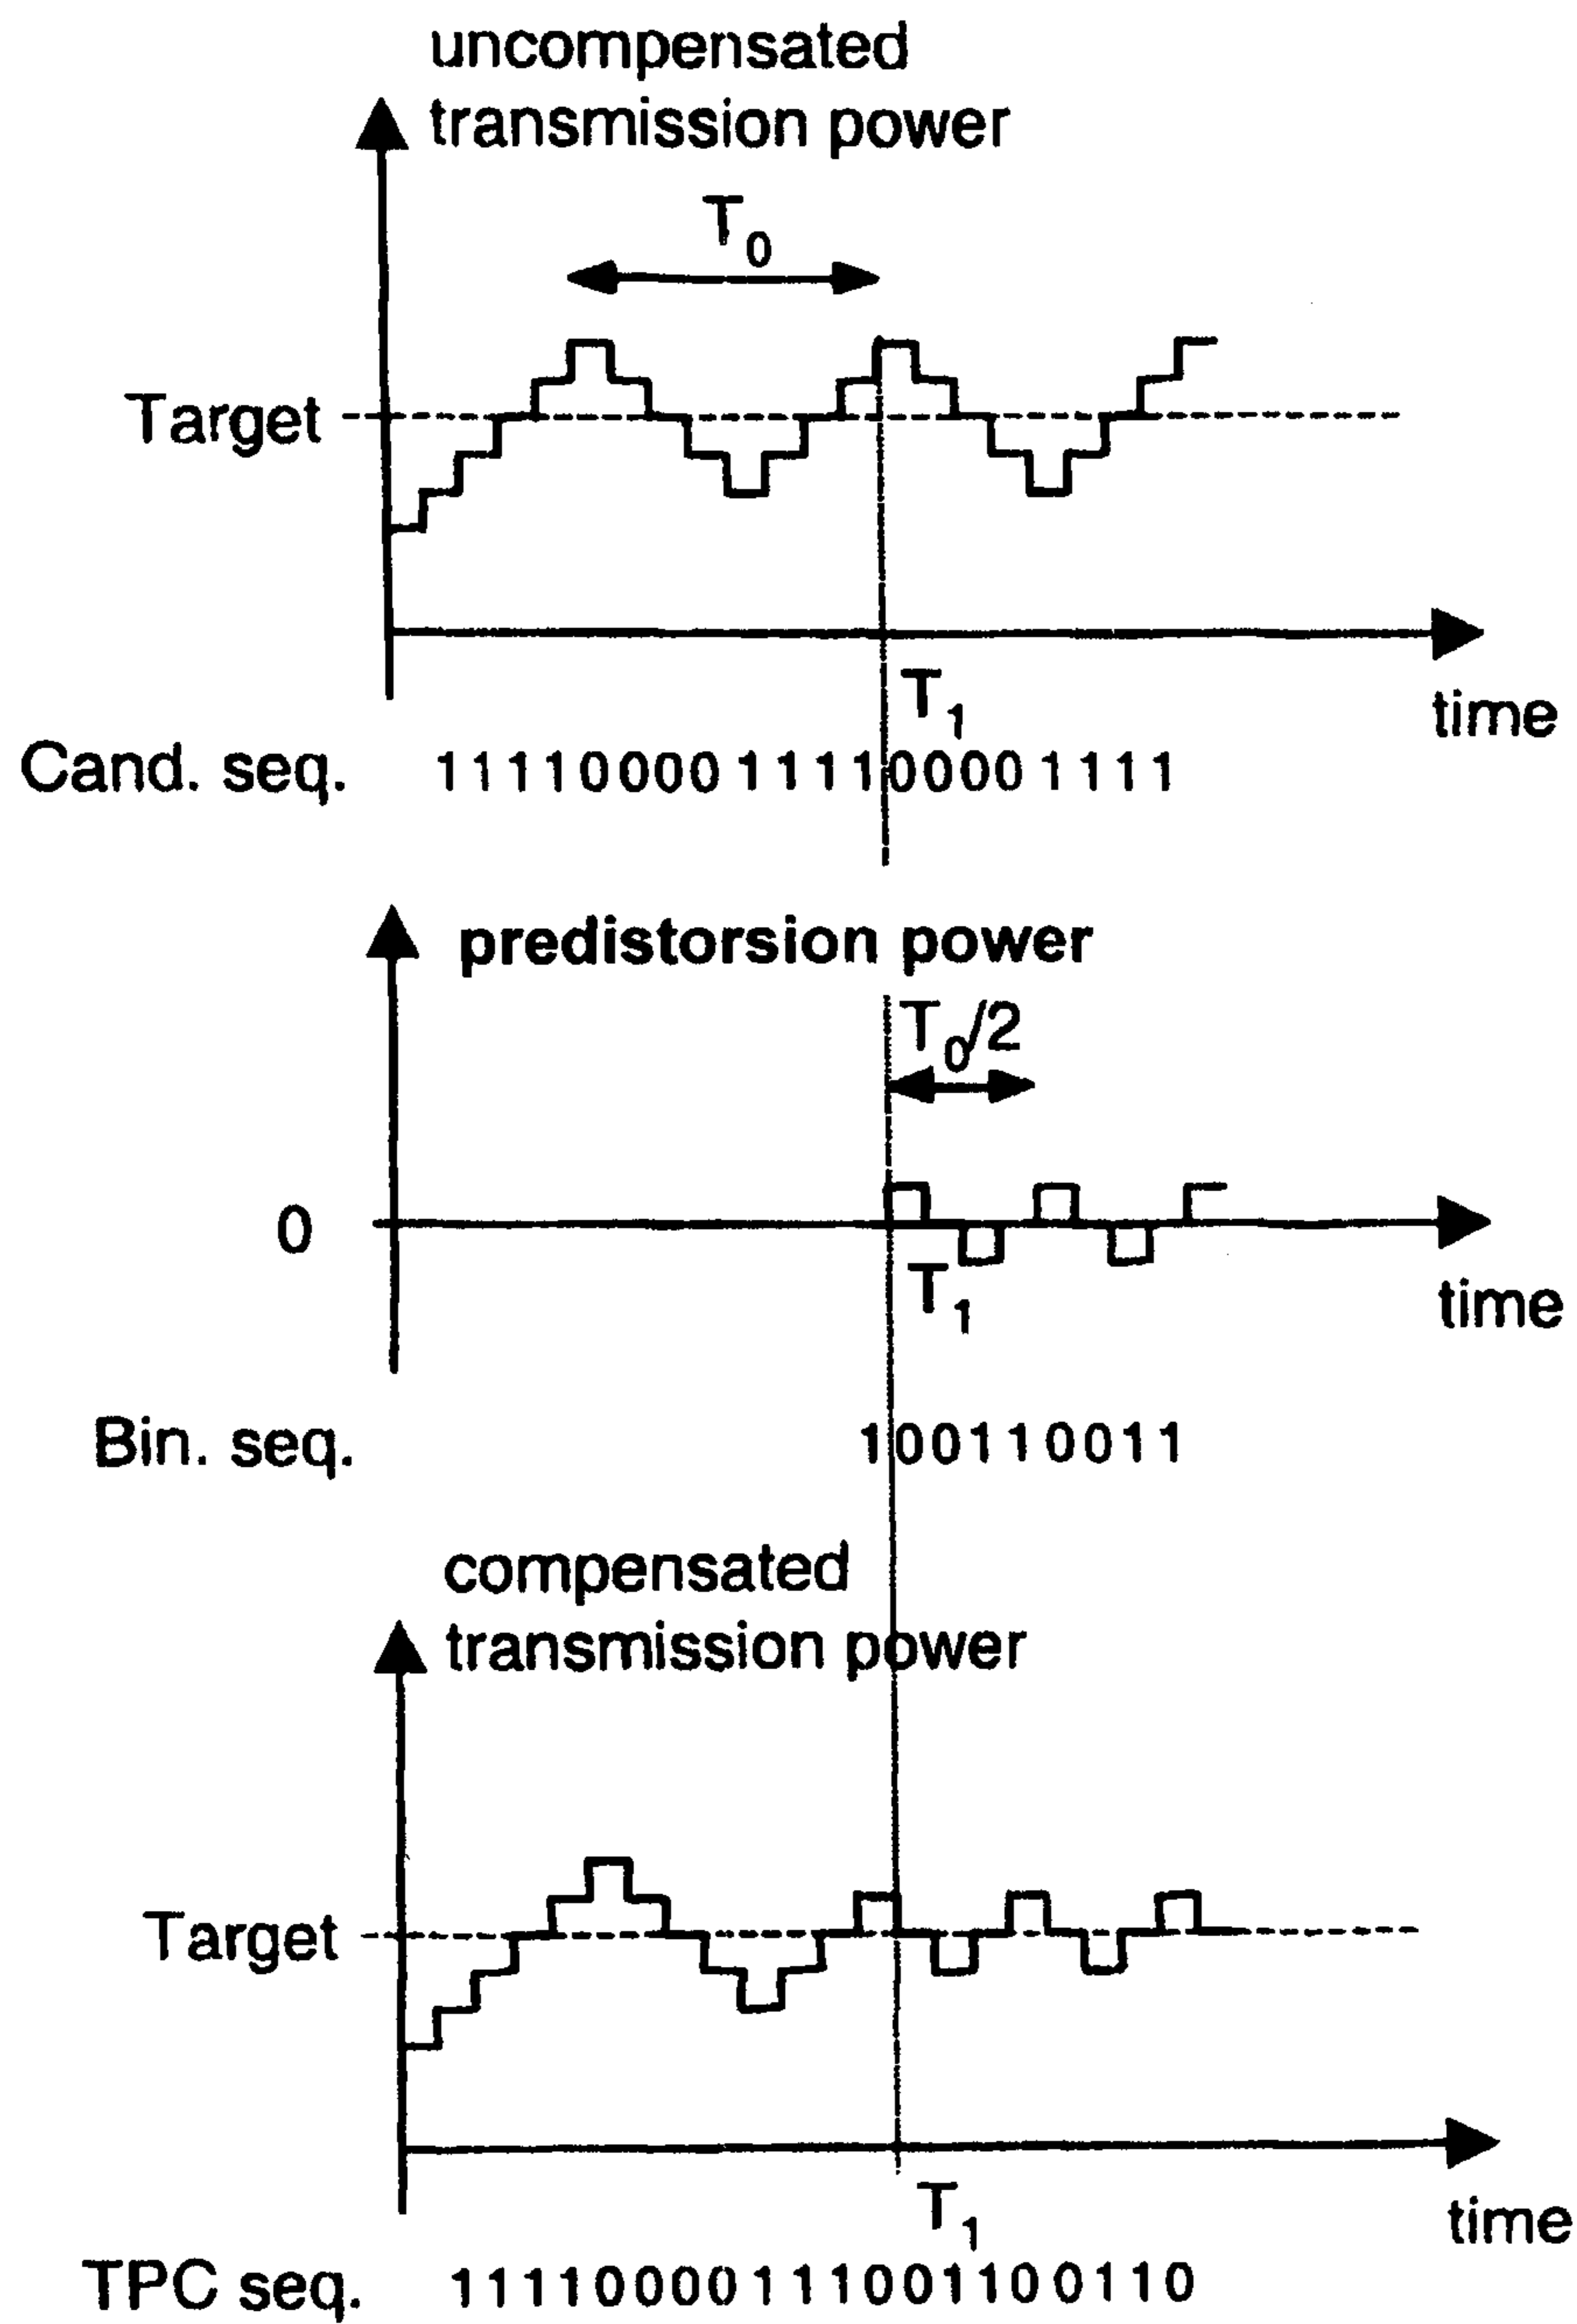 uncompensated
transmission power
T0
Target
T1
time
Cand. seq. 11110000111100001111
predistorsion power
T0/2
0
T1
time
Bin. seq. 100110011
compensated
transmission power
Target
T1
time
TPC seq. 11110000111001100110